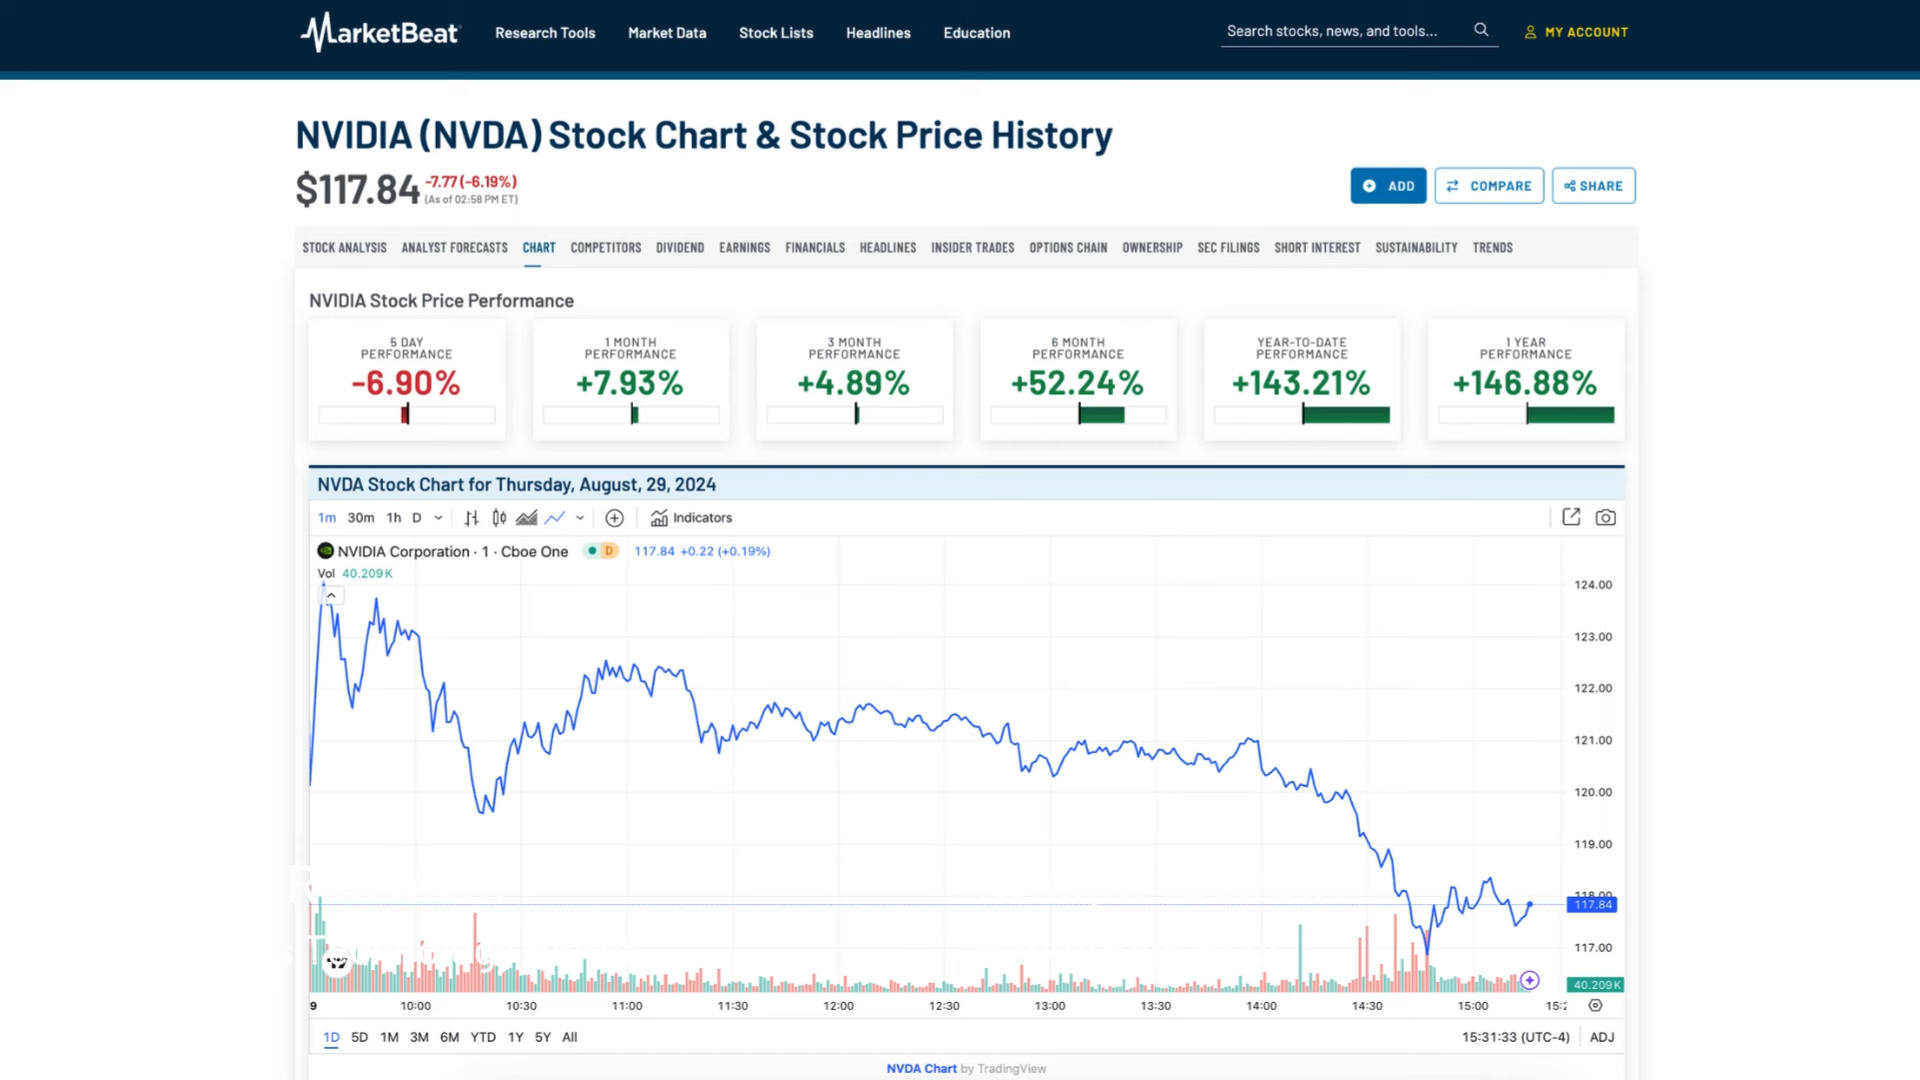 MarketBeat
Research Tools Market Data Stock Lists Headlines Education
Search stocks, news, and tools...
MY ACCOUNT
NVIDIA (NVDA) Stock Chart & Stock Price History
$117.84 -7.77 (-6.19%)
(As of 02:58 PM ET)
ADD COMPARE SHARE
STOCK ANALYSIS ANALYST FORECASTS CHART COMPETITORS DIVIDEND EARNINGS FINANCIALS HEADLINES INSIDER TRADES OPTIONS CHAIN OWNERSHIP SEC FILINGS SHORT INTEREST SUSTAINABILITY TRENDS
NVIDIA Stock Price Performance
5 DAY
PERFORMANCE
-6.90%
1 MONTH
PERFORMANCE
+7.93%
3 MONTH
PERFORMANCE
+4.89%
6 MONTH
PERFORMANCE
+52.24%
YEAR-TO-DATE
PERFORMANCE
+143.21%
1 YEAR
PERFORMANCE
+146.88%
NVDA Stock Chart for Thursday, August, 29, 2024
1m 30m 1h D Indicators
NVIDIA Corporation · 1 · Cboe One D 117.84 +0.22 (+0.19%)
Vol 40.209K
124.00
123.00
122.00
121.00
120.00
119.00
118.00
117.84
117.00
40.209K
9 10:00 10:30 11:00 11:30 12:00 12:30 13:00 13:30 14:00 14:30 15:00
1D 5D 1M 3M 6M YTD 1Y 5Y All
15:31:33 (UTC-4) ADJ
NVDA Chart by TradingView